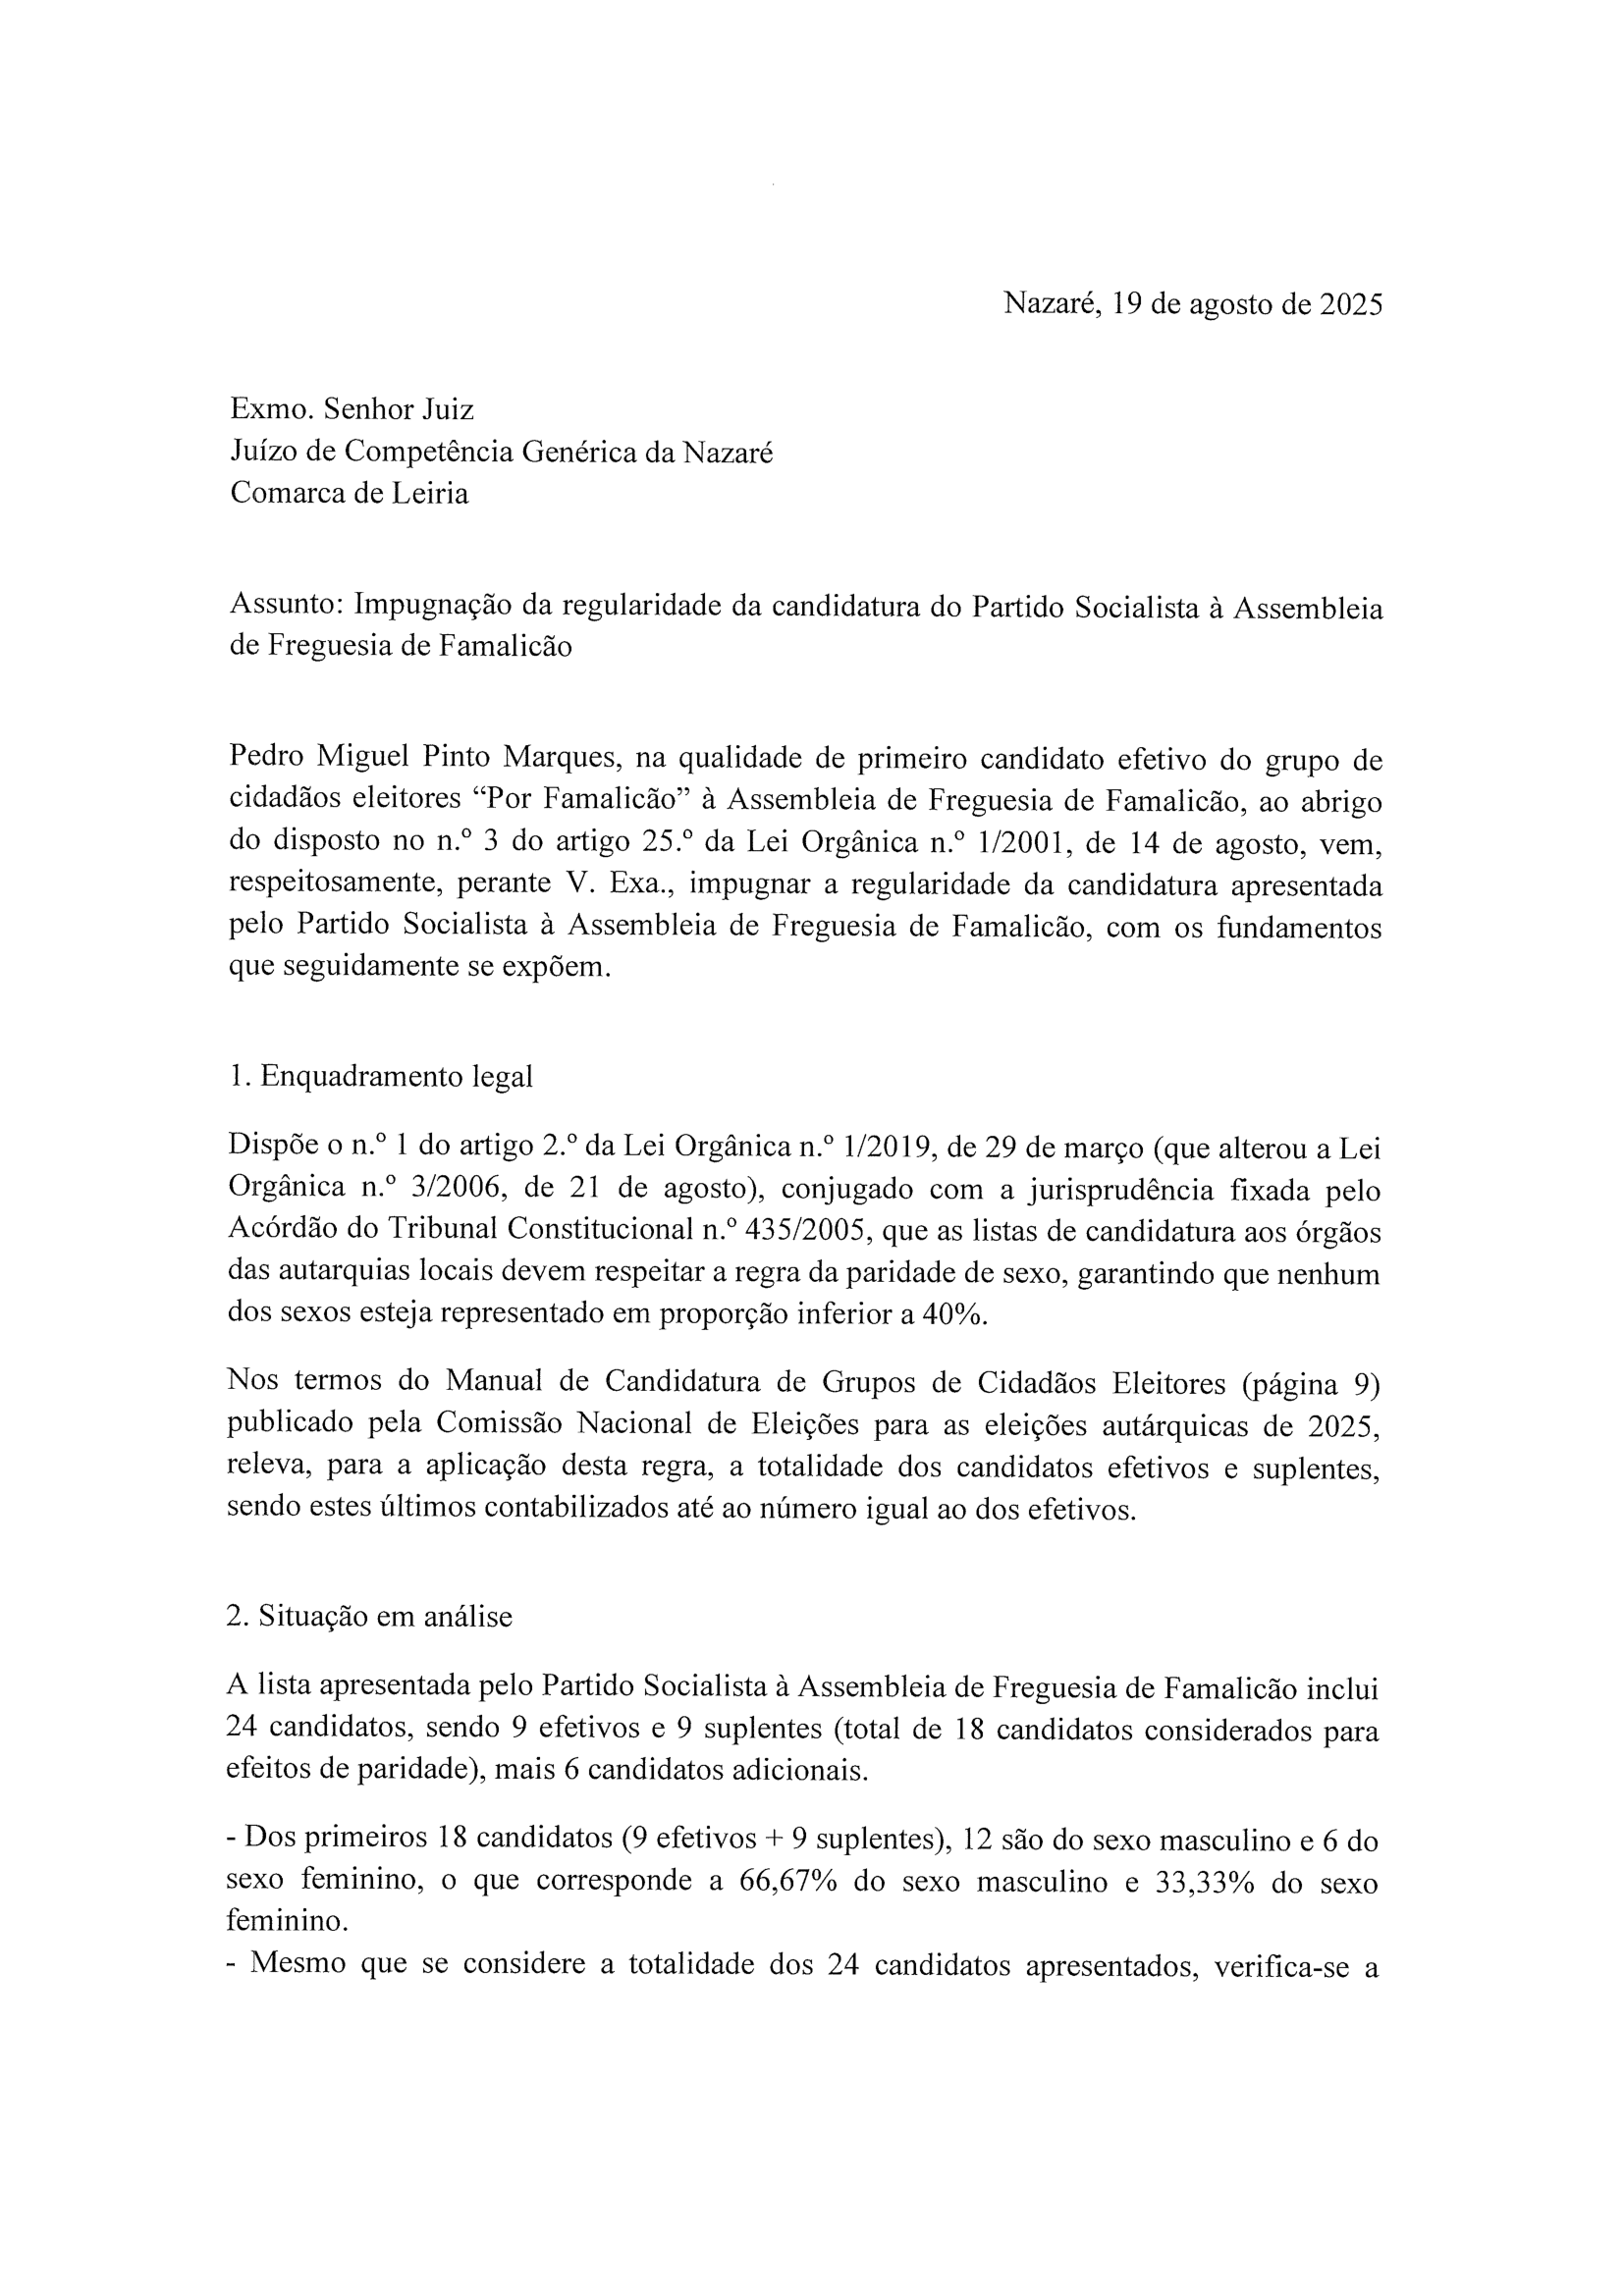 Nazaré, 19 de agosto de 2025
Exmo. Senhor Juiz
Juízo de Competência Genérica da Nazaré
Comarca de Leiria
Assunto: Impugnação da regularidade da candidatura do Partido Socialista à Assembleia
de Freguesia de Famalicão
Pedro Miguel Pinto Marques, na qualidade de primeiro candidato efetivo do grupo de
cidadãos eleitores “Por Famalicão” à Assembleia de Freguesia de Famalicão, ao abrigo
do disposto no n.º 3 do artigo 25.º da Lei Orgânica n.º 1/2001, de 14 de agosto, vem,
respeitosamente, perante V. Exa., impugnar a regularidade da candidatura apresentada
pelo Partido Socialista à Assembleia de Freguesia de Famalicão, com os fundamentos
que seguidamente se expõem.
1. Enquadramento legal
Dispõe o n.º 1 do artigo 2.º da Lei Orgânica n.º 1/2019, de 29 de março (que alterou a Lei
Orgânica n.º 3/2006, de 21 de agosto), conjugado com a jurisprudência fixada pelo
Acórdão do Tribunal Constitucional n.º 435/2005, que as listas de candidatura aos órgãos
das autarquias locais devem respeitar a regra da paridade de sexo, garantindo que nenhum
dos sexos esteja representado em proporção inferior a 40%.
Nos termos do Manual de Candidatura de Grupos de Cidadãos Eleitores (página 9)
publicado pela Comissão Nacional de Eleições para as eleições autárquicas de 2025,
releva, para a aplicação desta regra, a totalidade dos candidatos efetivos e suplentes,
sendo estes últimos contabilizados até ao número igual ao dos efetivos.
2. Situação em análise
A lista apresentada pelo Partido Socialista à Assembleia de Freguesia de Famalicão inclui
24 candidatos, sendo 9 efetivos e 9 suplentes (total de 18 candidatos considerados para
efeitos de paridade), mais 6 candidatos adicionais.
- Dos primeiros 18 candidatos (9 efetivos + 9 suplentes), 12 são do sexo masculino e 6 do
sexo feminino, o que corresponde a 66,67% do sexo masculino e 33,33% do sexo
feminino.
- Mesmo que se considere a totalidade dos 24 candidatos apresentados, verifica-se a